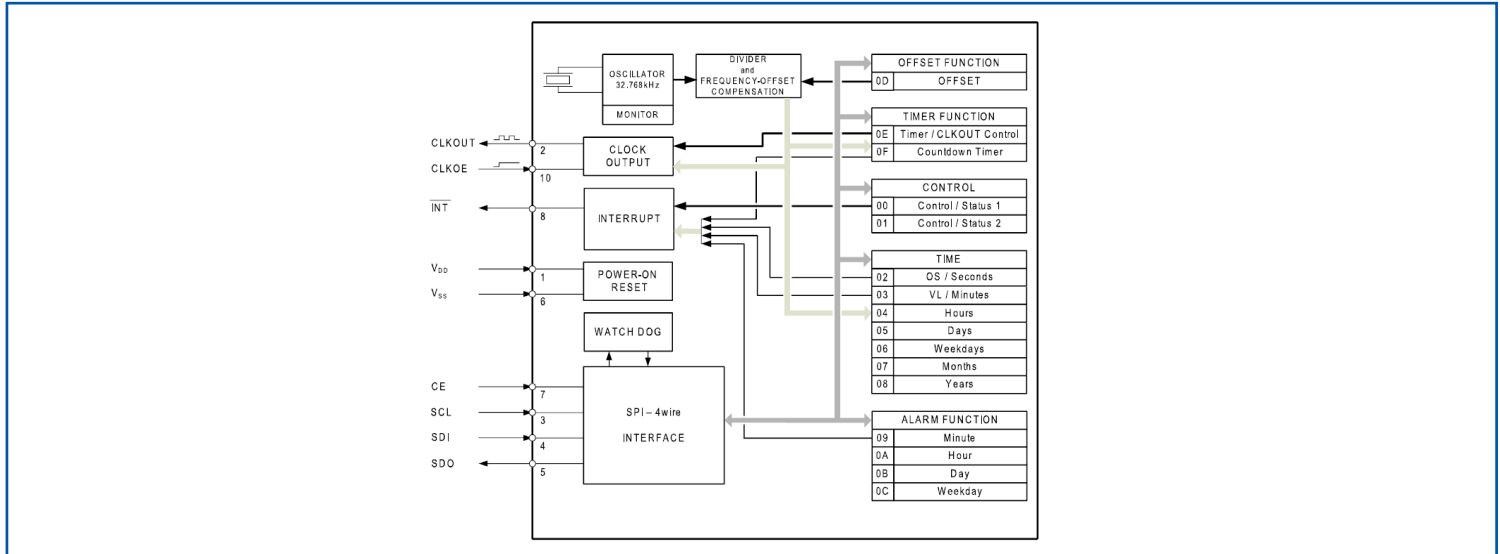 OSCILLATOR
32.768kHz
MONITOR
DIVIDER
and
FREQUENCY-OFFSET
COMPENSATION
OFFSET FUNCTION
0D OFFSET
TIMER FUNCTION
0E Timer / CLKOUT Control
0F Countdown Timer
CLKOUT
2
CLKOE
10
CLOCK
OUTPUT
CONTROL
00 Control / Status 1
01 Control / Status 2
INT
8
INTERRUPT
TIME
02 OS / Seconds
03 VL / Minutes
04 Hours
05 Days
06 Weekdays
07 Months
08 Years
VDD
1
VSS
6
POWER-ON
RESET
WATCH DOG
CE
7
SCL
3
SDI
4
SDO
5
SPI – 4wire
INTERFACE
ALARM FUNCTION
09 Minute
0A Hour
0B Day
0C Weekday